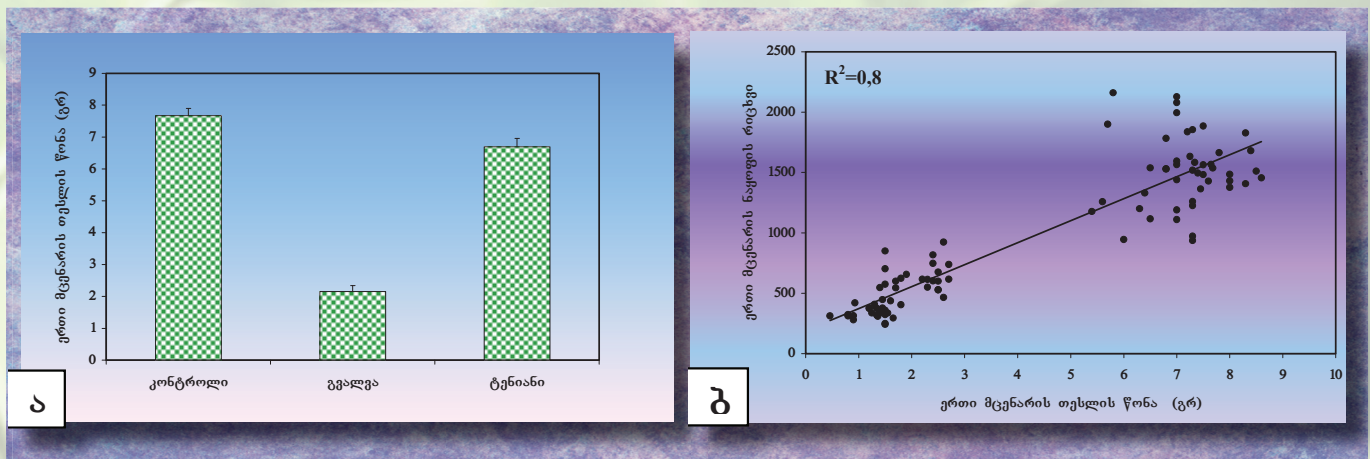 ერთი მცენარის თესლის წონა (გრ)
9
8
7
6
5
4
3
2
1
0
კონტროლი გვალვა ტენიანი
ა
ერთი მცენარის ნაყოფის რიცხვი
R²=0,8
2500
2000
1500
1000
500
0
0 1 2 3 4 5 6 7 8 9 10
ერთი მცენარის თესლის წონა (გრ)
ბ